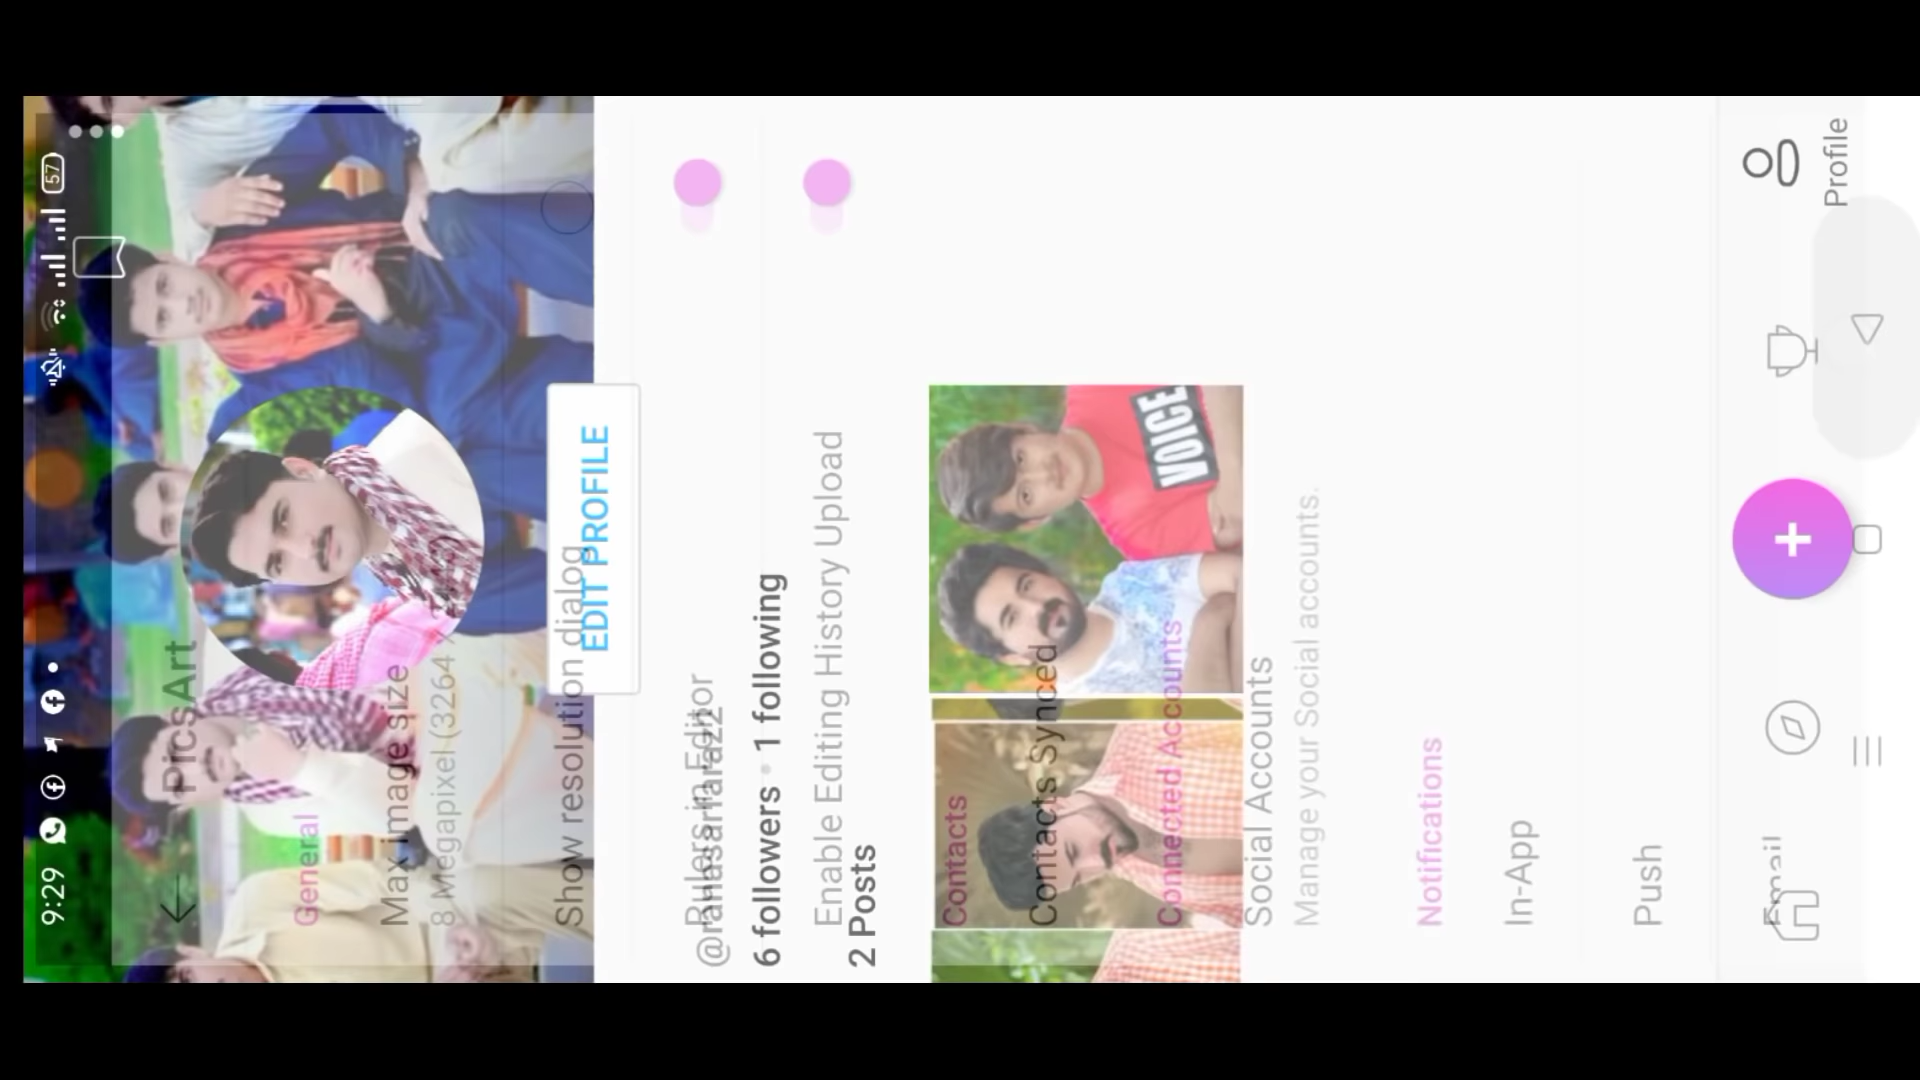 9:29
57
PicsArt
General
Max image size
8 Megapixel (3264
Show resolution dialog
EDIT PROFILE
Rulers in Editor
6 followers • 1 following
Enable Editing History Upload
2 Posts
VOICE
Contacts
Contacts Synced
Connected Accounts
Social Accounts
Manage your Social accounts.
Notifications
In-App
Push
Email
Profile